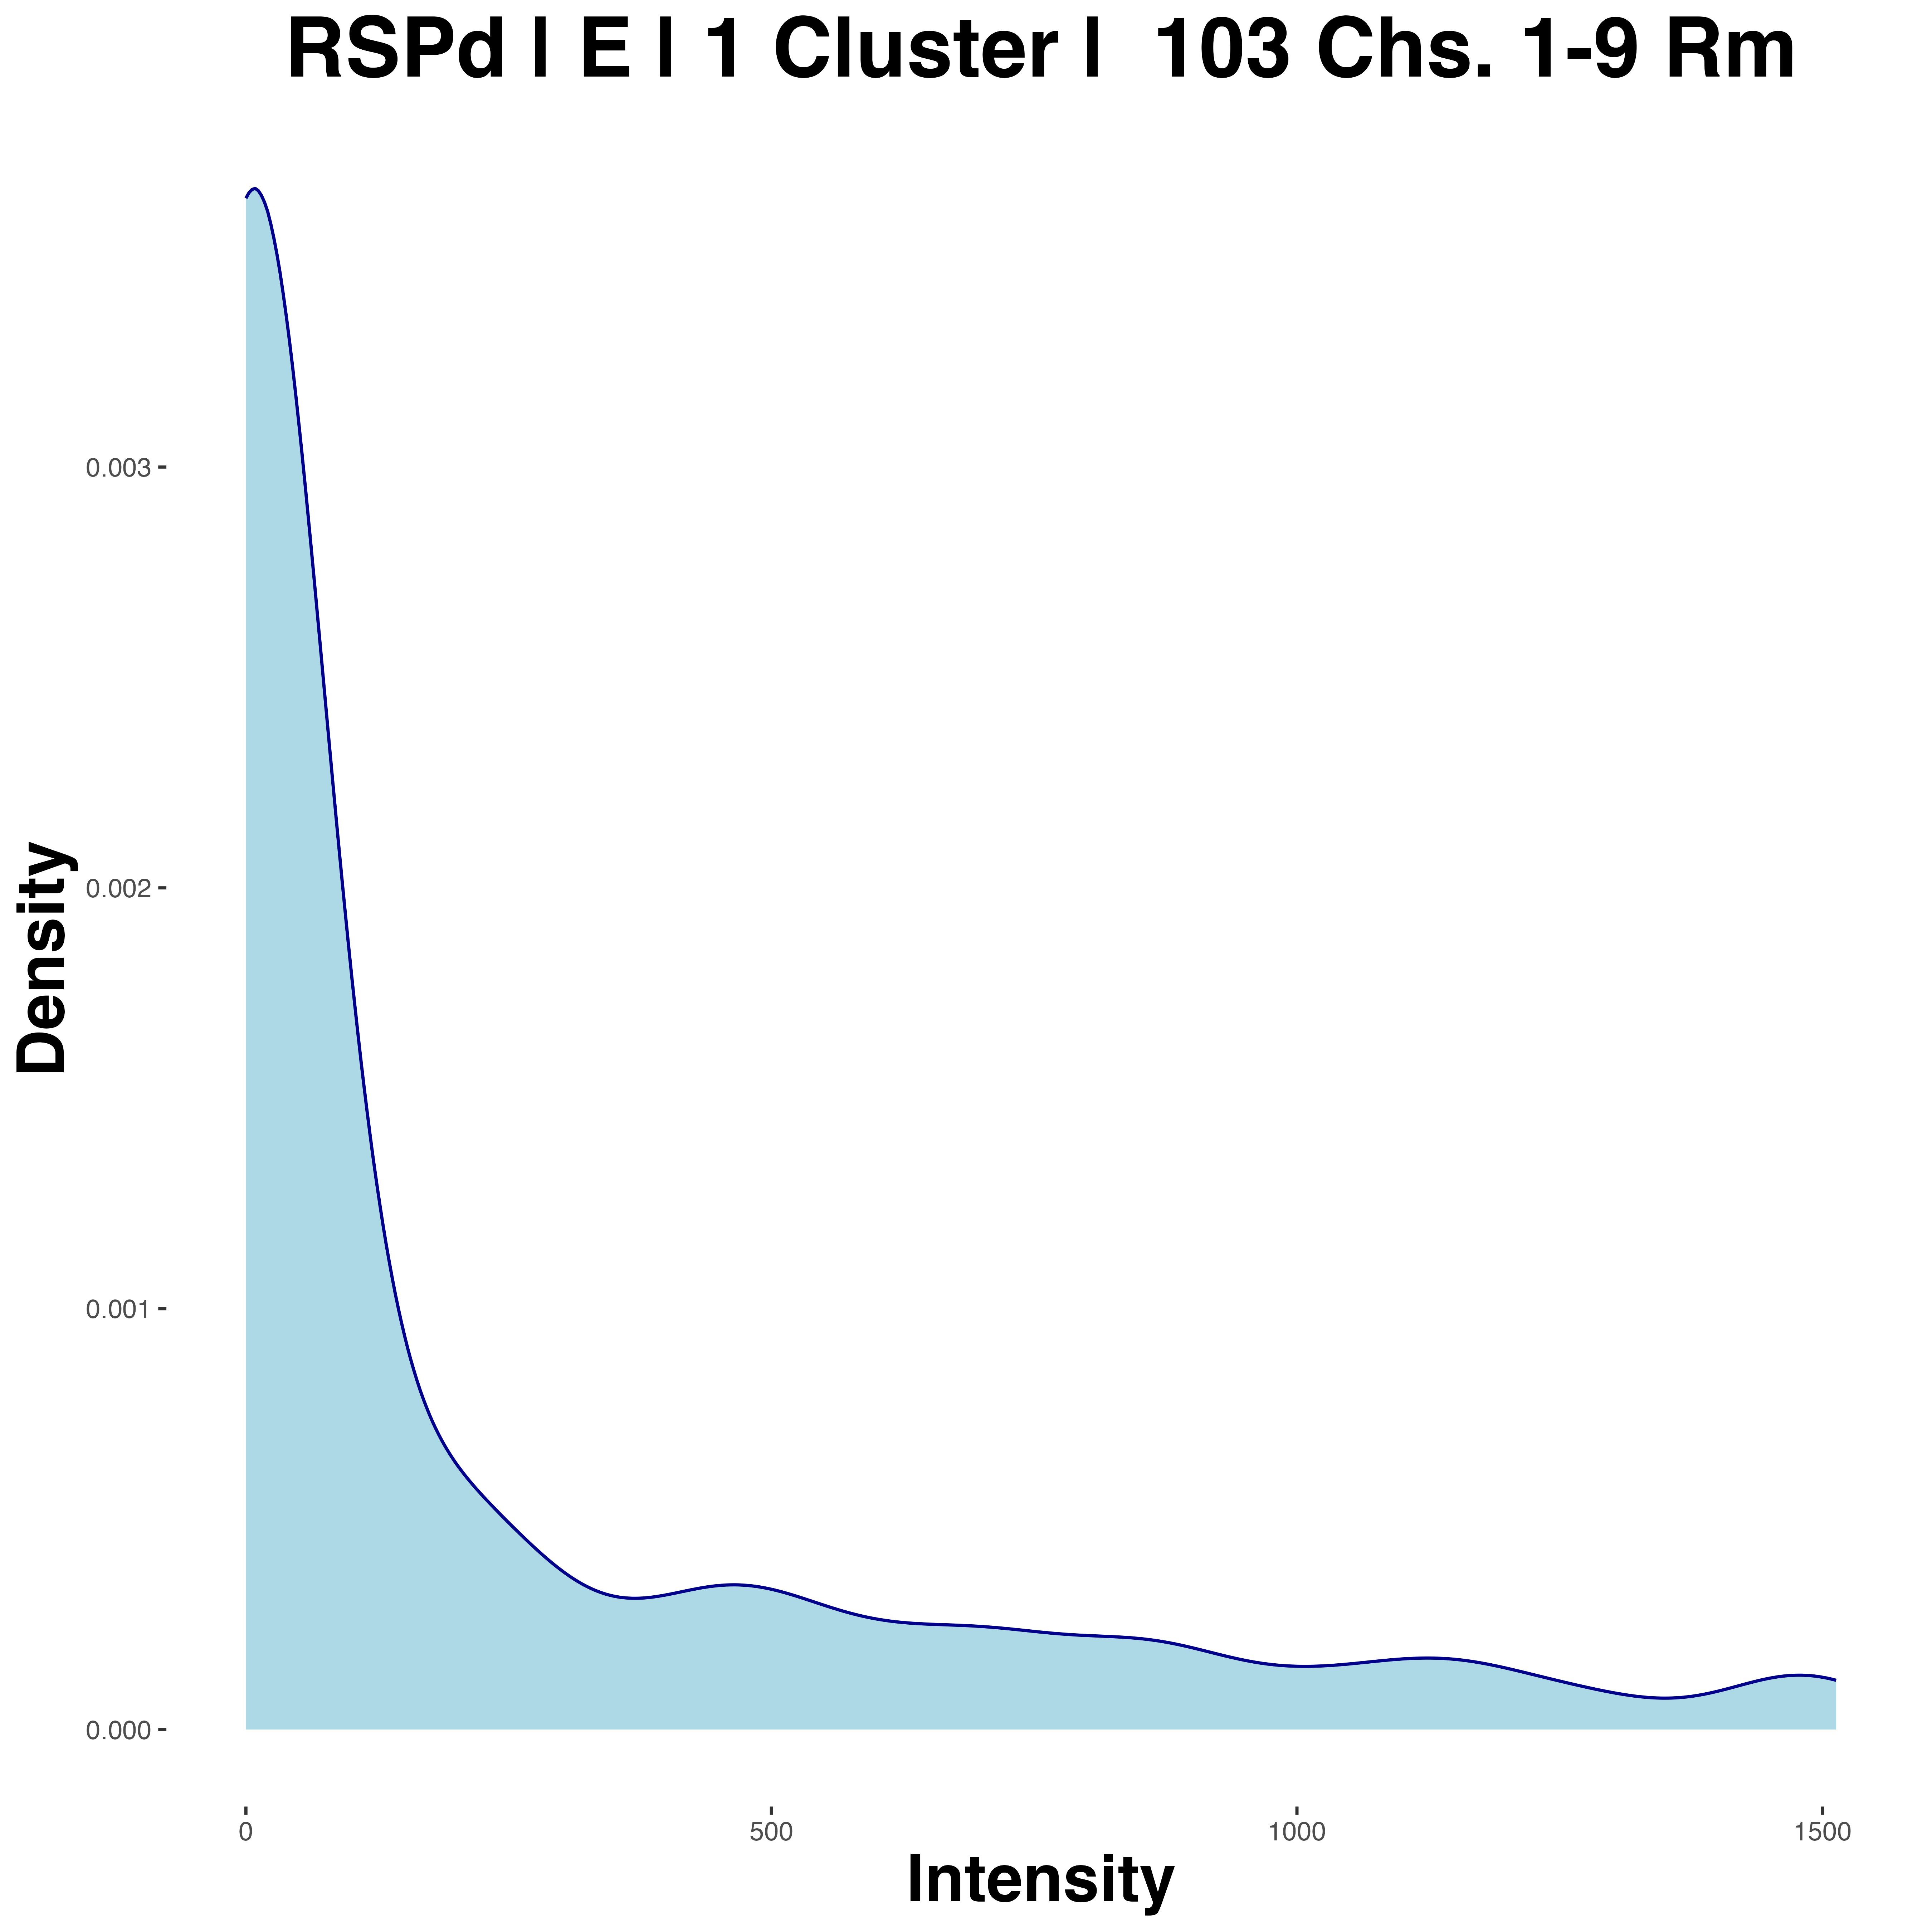 RSPd | E | 1 Cluster |  103 Chs. 1-9 Rm
Density
0.003
0.002
0.001
0.000
0
500
1000
1500
Intensity